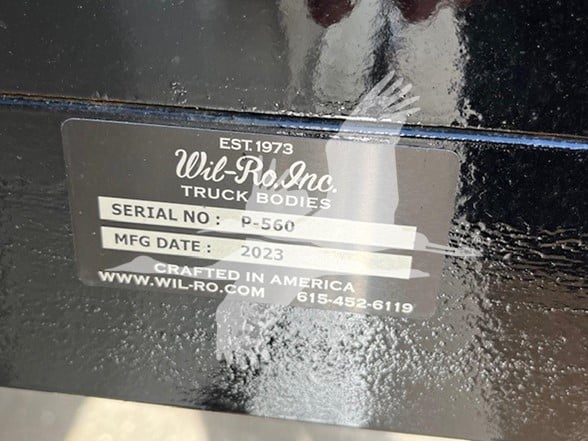 EST.1973
Wil-Ro, Inc.
TRUCK BODIES
SERIAL NO : P-560
MFG DATE : 2023
CRAFTED IN AMERICA
WWW.WIL-RO.COM 615-452-6119